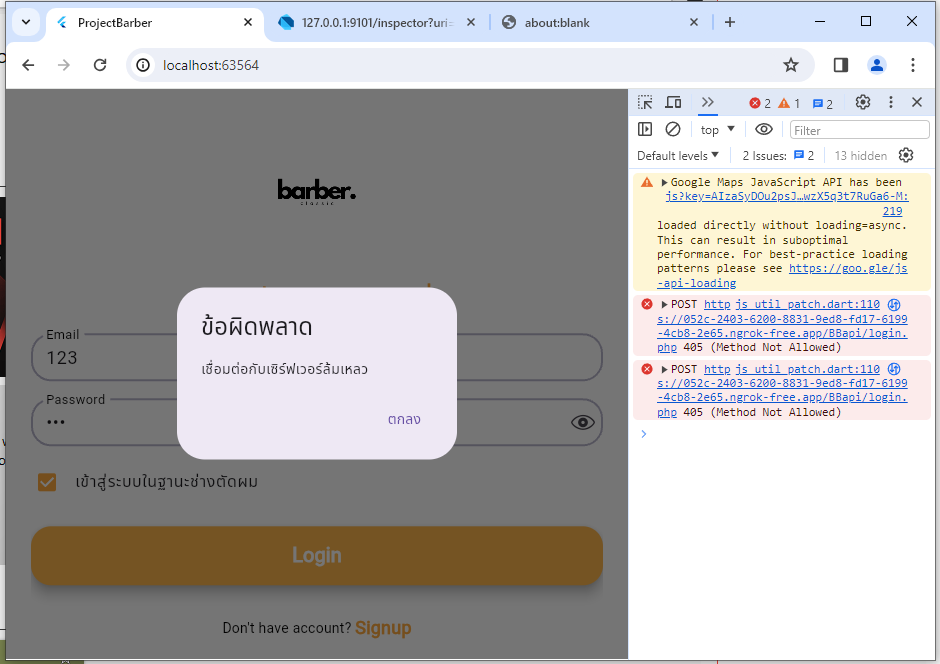 ProjectBarber
127.0.0.1:9101/inspector?uri=
about:blank
localhost:63564
2 1 2
top
Filter
Default levels
2 Issues: 2
13 hidden
Google Maps JavaScript API has been
js?key=AIzaSyDOu2psJ…wzX5q3t7RuGa6-M:
219
loaded directly without loading=async.
This can result in suboptimal
performance. For best-practice loading
patterns please see https://goo.gle/js
-api-loading
POST http js_util_patch.dart:110
s://052c-2403-6200-8831-9ed8-fd17-6199
-4cb8-2e65.ngrok-free.app/BBapi/login.
php 405 (Method Not Allowed)
POST http js_util_patch.dart:110
s://052c-2403-6200-8831-9ed8-fd17-6199
-4cb8-2e65.ngrok-free.app/BBapi/login.
php 405 (Method Not Allowed)
barber.
classic
ข้อผิดพลาด
เชื่อมต่อกับเซิร์ฟเวอร์ล้มเหลว
ตกลง
Email
123
Password
•••
เข้าสู่ระบบในฐานะช่างตัดผม
Login
Don't have account? Signup